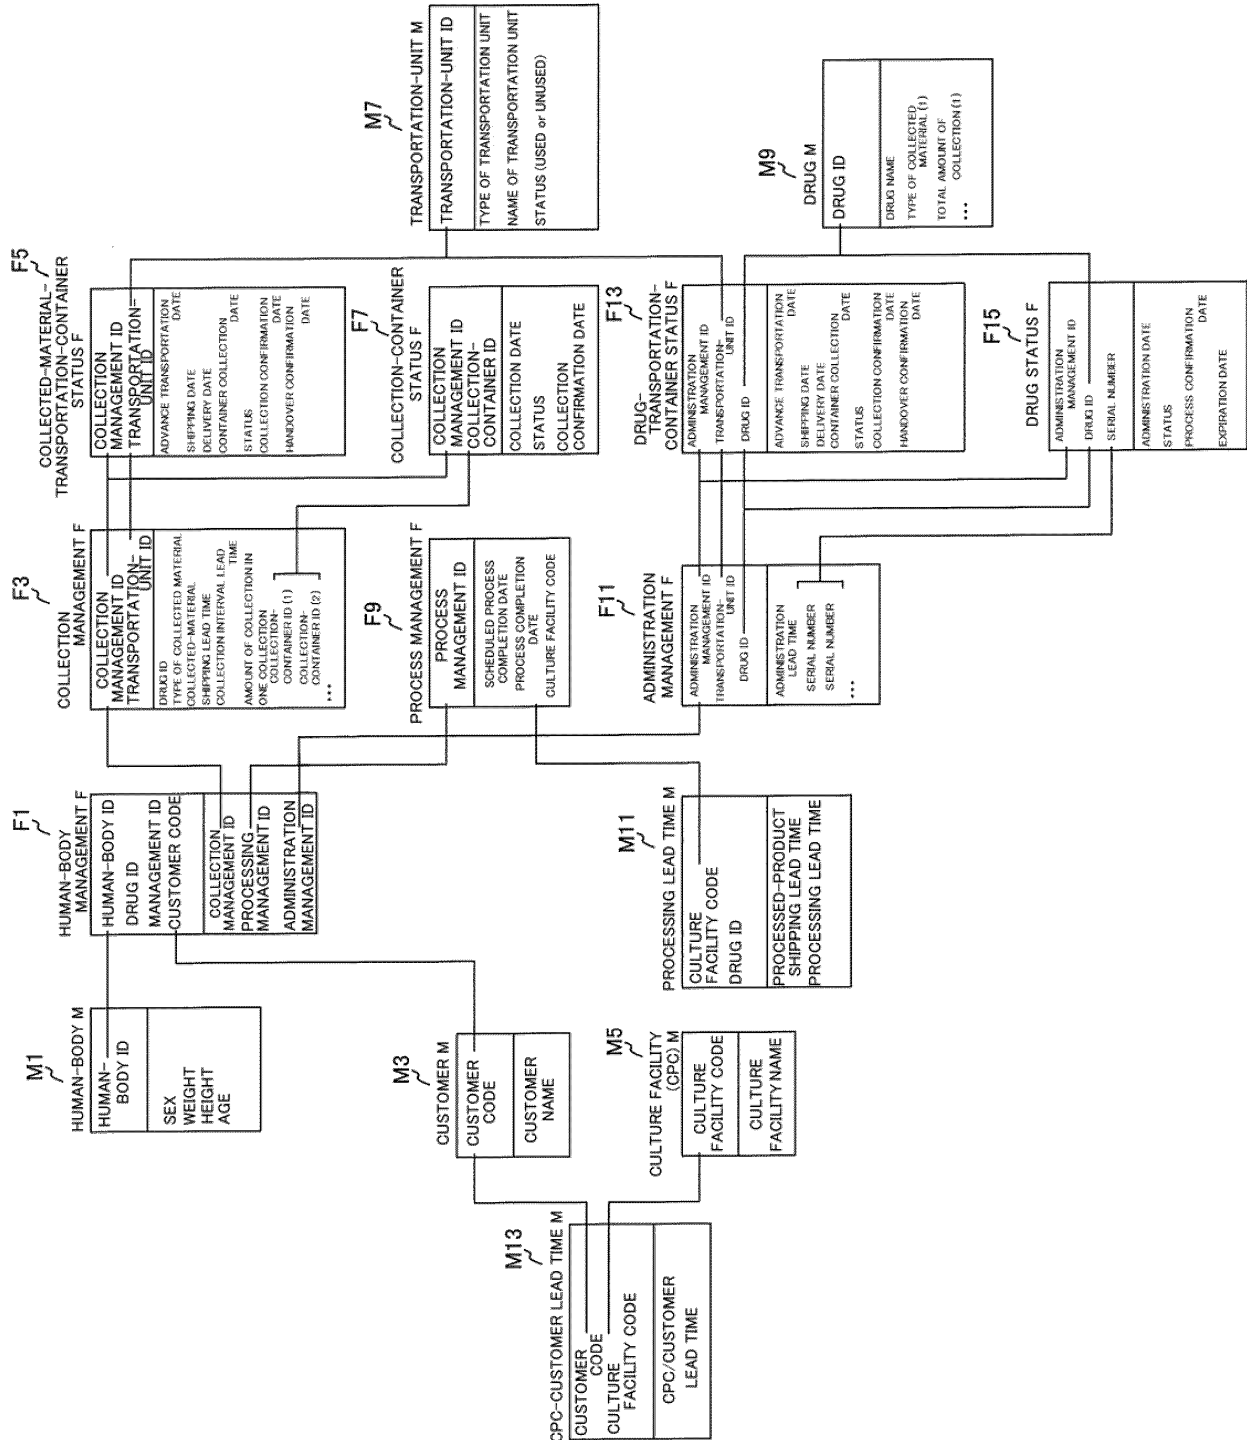 M13
CPC-CUSTOMER LEAD TIME M
CUSTOMER
CODE
CULTURE
FACILITY CODE
CPC/CUSTOMER
LEAD TIME
M1
HUMAN-BODY M
HUMAN-
BODY ID
SEX
WEIGHT
HEIGHT
AGE
M3
CUSTOMER M
CUSTOMER
CODE
CUSTOMER
NAME
M5
CULTURE FACILITY
(CPC) M
CULTURE
FACILITY CODE
CULTURE
FACILITY NAME
F1
HUMAN-BODY
MANAGEMENT F
HUMAN-BODY ID
DRUG ID
MANAGEMENT ID
CUSTOMER CODE
COLLECTION
MANAGEMENT ID
PROCESSING
MANAGEMENT ID
ADMINISTRATION
MANAGEMENT ID
M11
PROCESSING LEAD TIME M
CULTURE
FACILITY CODE
DRUG ID
PROCESSED-PRODUCT
SHIPPING LEAD TIME
PROCESSING LEAD TIME
F3
COLLECTION
MANAGEMENT F
COLLECTION
MANAGEMENT ID
TRANSPORTATION-
UNIT ID
DRUG ID
TYPE OF COLLECTED MATERIAL
COLLECTED-MATERIAL
SHIPPING LEAD TIME
COLLECTION INTERVAL LEAD
TIME
AMOUNT OF COLLECTION IN
ONE COLLECTION
COLLECTION-
CONTAINER ID (1)
COLLECTION-
CONTAINER ID (2)
...
F9
PROCESS MANAGEMENT F
PROCESS
MANAGEMENT ID
SCHEDULED PROCESS
COMPLETION DATE
PROCESS COMPLETION
DATE
CULTURE FACILITY CODE
F11
ADMINISTRATION
MANAGEMENT F
ADMINISTRATION
MANAGEMENT ID
TRANSPORTATION-
UNIT ID
DRUG ID
ADMINISTRATION
LEAD TIME
SERIAL NUMBER
SERIAL NUMBER
...
F5
COLLECTED-MATERIAL-
TRANSPORTATION-CONTAINER
STATUS F
COLLECTION
MANAGEMENT ID
TRANSPORTATION-
UNIT ID
ADVANCE TRANSPORTATION
DATE
SHIPPING DATE
DELIVERY DATE
CONTAINER COLLECTION
DATE
STATUS
COLLECTION CONFIRMATION
DATE
HANDOVER CONFIRMATION
DATE
F7
COLLECTION-CONTAINER
STATUS F
COLLECTION
MANAGEMENT ID
COLLECTION-
CONTAINER ID
COLLECTION DATE
STATUS
COLLECTION
CONFIRMATION DATE
F13
DRUG-
TRANSPORTATION-
CONTAINER STATUS F
ADMINISTRATION
MANAGEMENT ID
TRANSPORTATION-
UNIT ID
DRUG ID
ADVANCE TRANSPORTATION
DATE
SHIPPING DATE
DELIVERY DATE
CONTAINER COLLECTION
DATE
STATUS
COLLECTION CONFIRMATION
DATE
HANDOVER CONFIRMATION
DATE
F15
DRUG STATUS F
ADMINISTRATION
MANAGEMENT ID
DRUG ID
SERIAL NUMBER
ADMINISTRATION DATE
STATUS
PROCESS CONFIRMATION
DATE
EXPIRATION DATE
M7
TRANSPORTATION-UNIT M
TRANSPORTATION-UNIT ID
TYPE OF TRANSPORTATION UNIT
NAME OF TRANSPORTATION UNIT
STATUS (USED or UNUSED)
M9
DRUG M
DRUG ID
DRUG NAME
TYPE OF COLLECTED
MATERIAL (1)
TOTAL AMOUNT OF
COLLECTION (1)
...